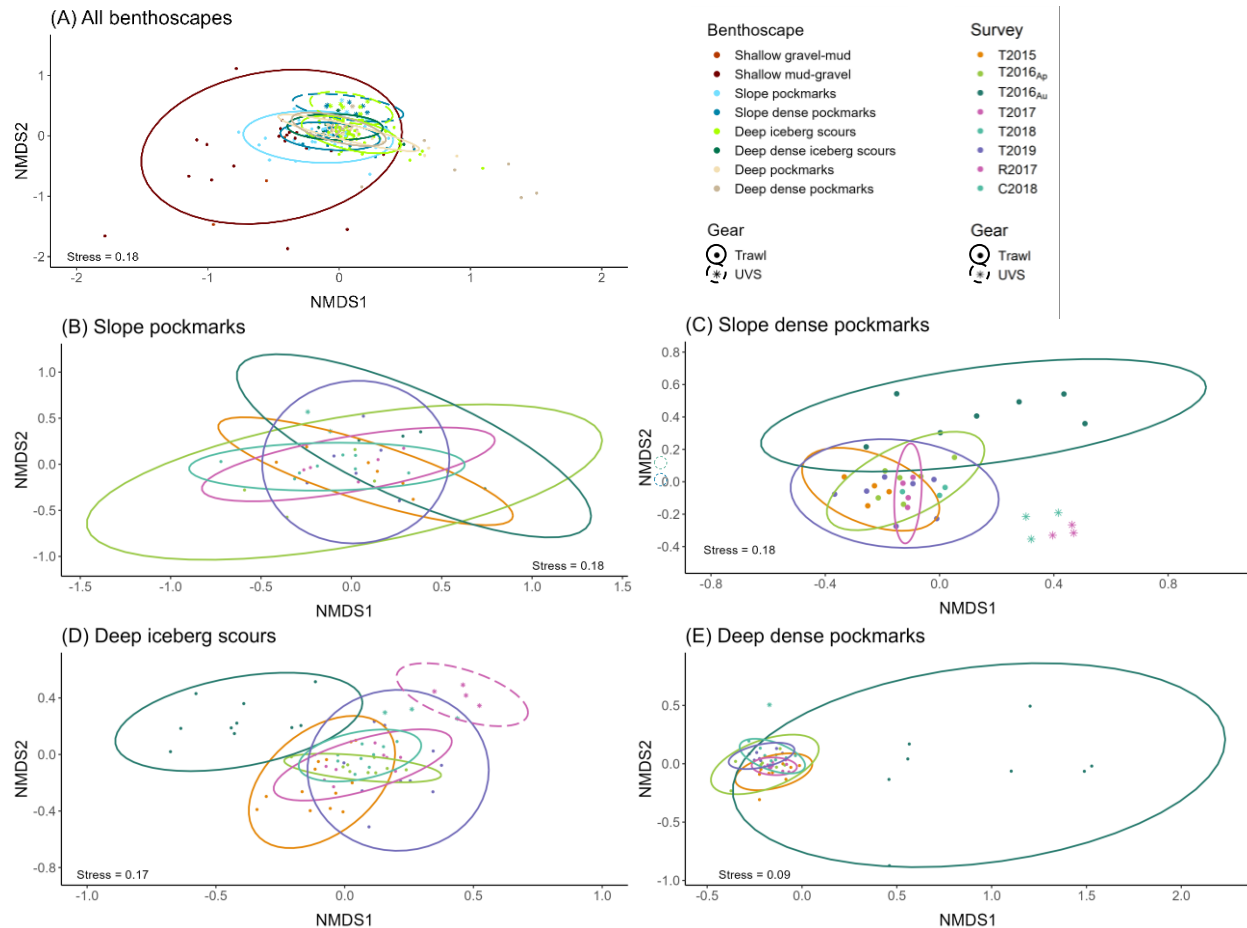 (A) All benthoscapes
1
0
-1
-2
NMDS2
Stress = 0.18
-2
-1
0
1
2
NMDS1
Benthoscape
Shallow gravel-mud
Shallow mud-gravel
Slope pockmarks
Slope dense pockmarks
Deep iceberg scours
Deep dense iceberg scours
Deep pockmarks
Deep dense pockmarks
Gear
Trawl
UVS
Survey
T2015
T2016Ap
T2016Au
T2017
T2018
T2019
R2017
C2018
Gear
Trawl
UVS
(B) Slope pockmarks
1.0
0.5
0.0
-0.5
-1.0
NMDS2
Stress = 0.18
-1.5
-1.0
-0.5
0.0
0.5
1.0
1.5
NMDS1
(C) Slope dense pockmarks
0.8
0.6
0.4
0.2
0.0
-0.2
-0.4
NMDS2
Stress = 0.18
-0.8
-0.4
0.0
0.4
0.8
NMDS1
(D) Deep iceberg scours
0.4
0.0
-0.4
-0.8
NMDS2
Stress = 0.17
-1.0
-0.5
0.0
0.5
1.0
NMDS1
(E) Deep dense pockmarks
0.5
0.0
-0.5
-1.0
NMDS2
Stress = 0.09
-0.5
0.0
0.5
1.0
1.5
2.0
NMDS1